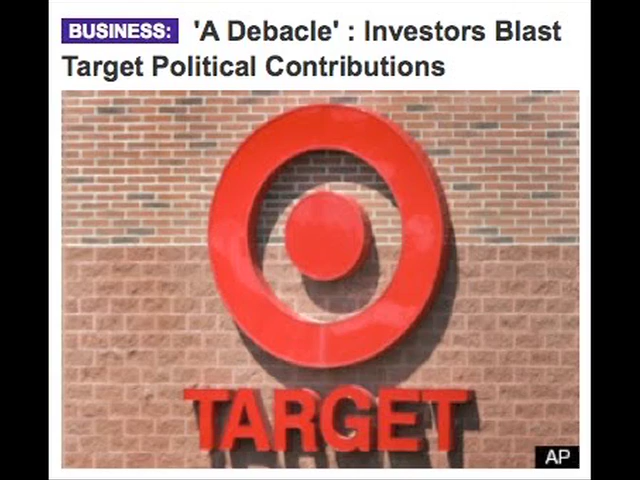 BUSINESS: 'A Debacle' : Investors Blast
Target Political Contributions
TARGET
AP